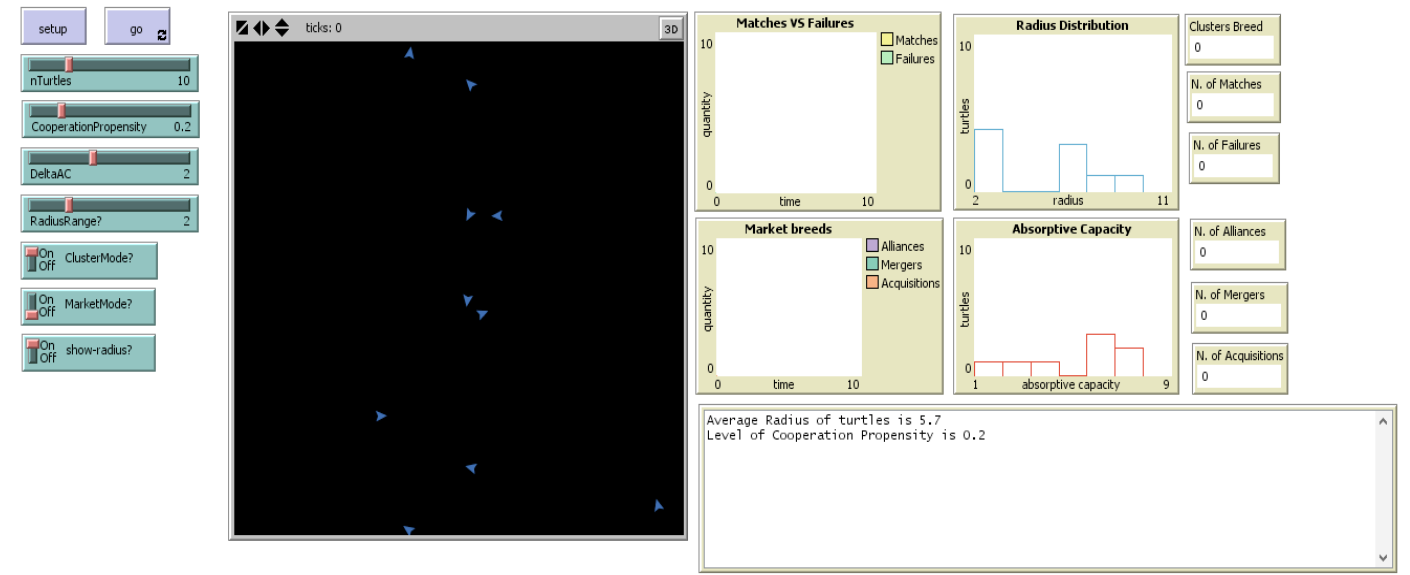 setup
go
nTurtles 10
CooperationPropensity 0.2
DeltaAC 2
RadiusRange? 2
On
Off
ClusterMode?
On
Off
MarketMode?
On
Off
show-radius?
ticks: 0
3D
Matches VS Failures
10
quantity
0
0 time 10
Matches
Failures
Radius Distribution
10
turtles
0
2 radius 11
Clusters Breed
0
N. of Matches
0
N. of Failures
0
Market breeds
10
quantity
0
0 time 10
Alliances
Mergers
Acquisitions
Absorptive Capacity
10
turtles
0
1 absorptive capacity 9
N. of Alliances
0
N. of Mergers
0
N. of Acquisitions
0
Average Radius of turtles is 5.7
Level of Cooperation Propensity is 0.2